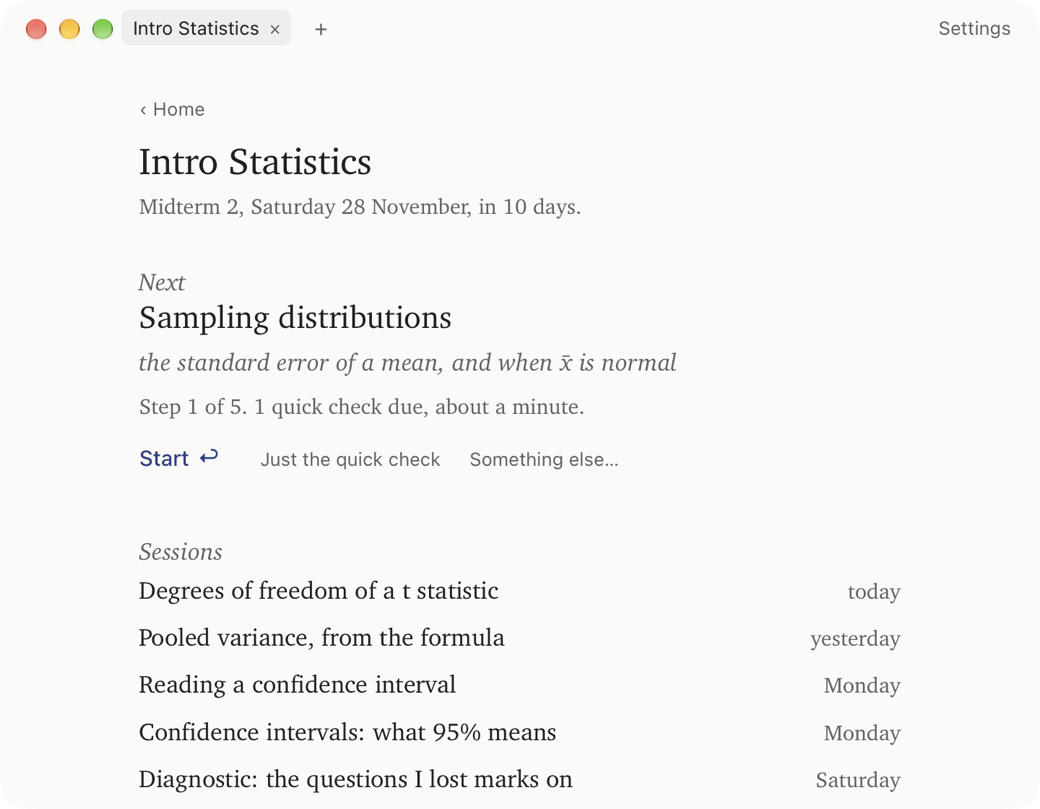 Intro Statistics × +
Settings
‹ Home
Intro Statistics
Midterm 2, Saturday 28 November, in 10 days.
Next
Sampling distributions
the standard error of a mean, and when x̄ is normal
Step 1 of 5. 1 quick check due, about a minute.
Start ↩ Just the quick check Something else...
Sessions
Degrees of freedom of a t statistic today
Pooled variance, from the formula yesterday
Reading a confidence interval Monday
Confidence intervals: what 95% means Monday
Diagnostic: the questions I lost marks on Saturday